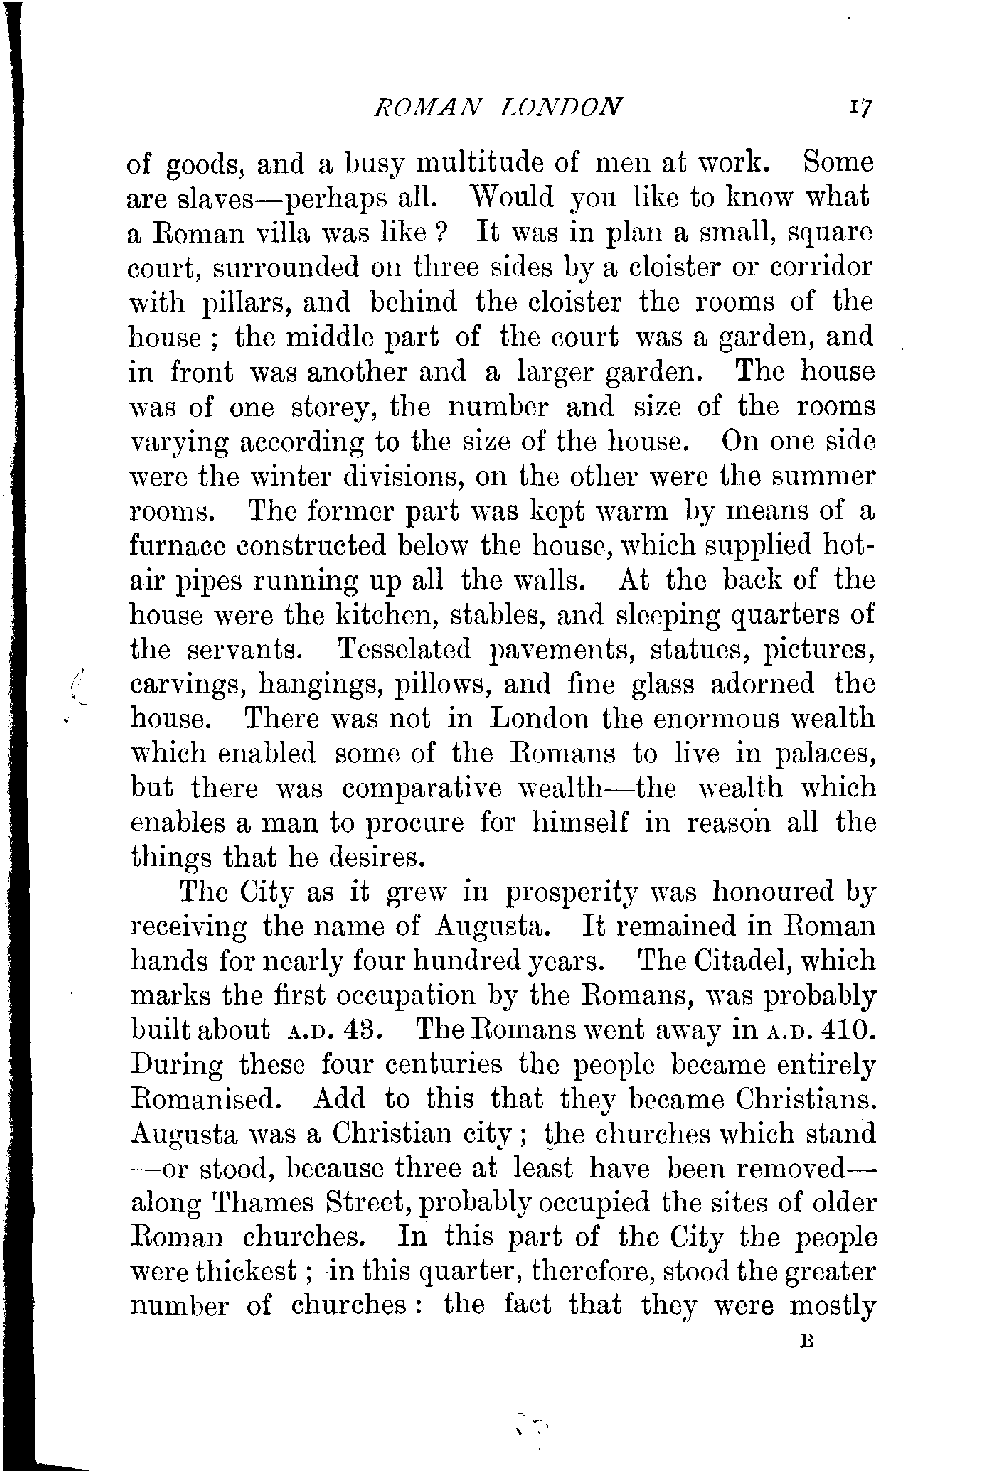 ROMAN LONDON 17
of goods, and a busy multitude of men at work. Some
are slaves—perhaps all. Would you like to know what
a Roman villa was like ? It was in plan a small, square
court, surrounded on three sides by a cloister or corridor
with pillars, and behind the cloister the rooms of the
house ; the middle part of the court was a garden, and
in front was another and a larger garden. The house
was of one storey, the number and size of the rooms
varying according to the size of the house. On one side
were the winter divisions, on the other were the summer
rooms. The former part was kept warm by means of a
furnace constructed below the house, which supplied hot-
air pipes running up all the walls. At the back of the
house were the kitchen, stables, and sleeping quarters of
the servants. Tesselated pavements, statues, pictures,
carvings, hangings, pillows, and fine glass adorned the
house. There was not in London the enormous wealth
which enabled some of the Romans to live in palaces,
but there was comparative wealth—the wealth which
enables a man to procure for himself in reason all the
things that he desires.
The City as it grew in prosperity was honoured by
receiving the name of Augusta. It remained in Roman
hands for nearly four hundred years. The Citadel, which
marks the first occupation by the Romans, was probably
built about A.D. 43. The Romans went away in A.D. 410.
During these four centuries the people became entirely
Romanised. Add to this that they became Christians.
Augusta was a Christian city ; the churches which stand
—or stood, because three at least have been removed—
along Thames Street, probably occupied the sites of older
Roman churches. In this part of the City the people
were thickest ; in this quarter, therefore, stood the greater
number of churches : the fact that they were mostly
B